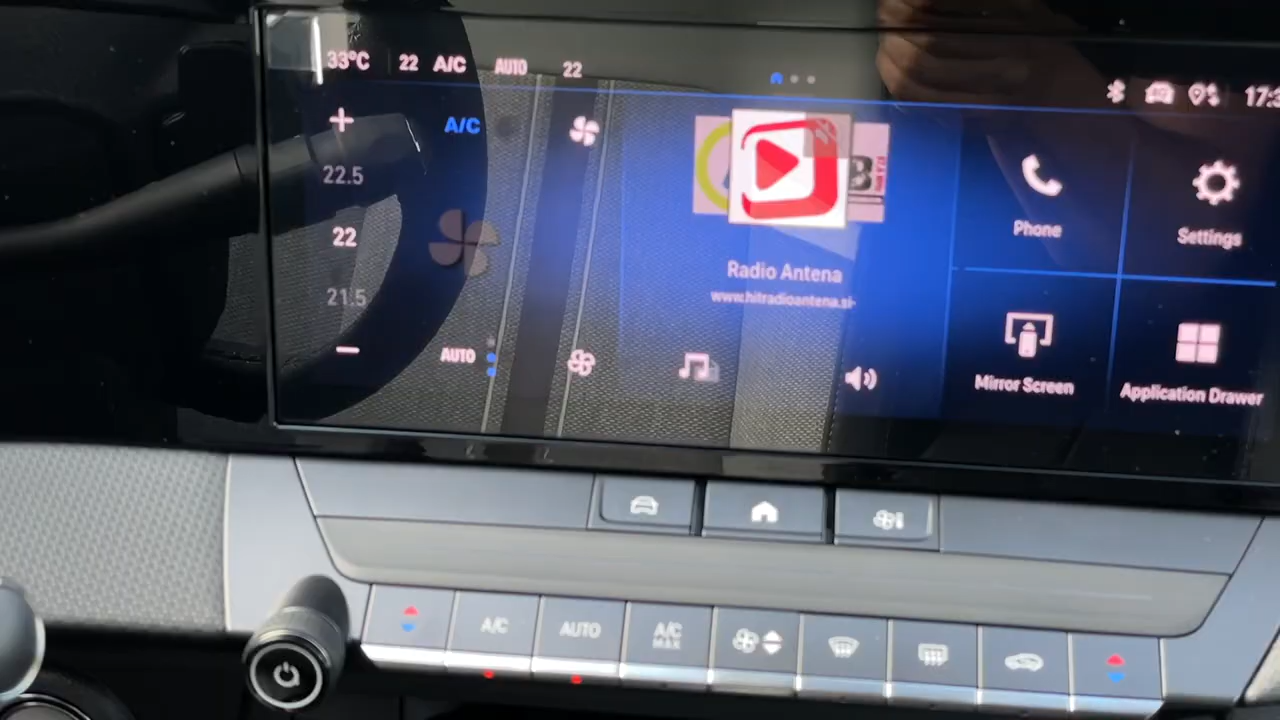 33°C 22 A/C AUTO 22
A/C
22.5
22
21.5
AUTO
Radio Antena
www.hitradioantena.si-
Phone
Settings
Mirror Screen
Application Drawer
A/C
AUTO
A/C
MAX